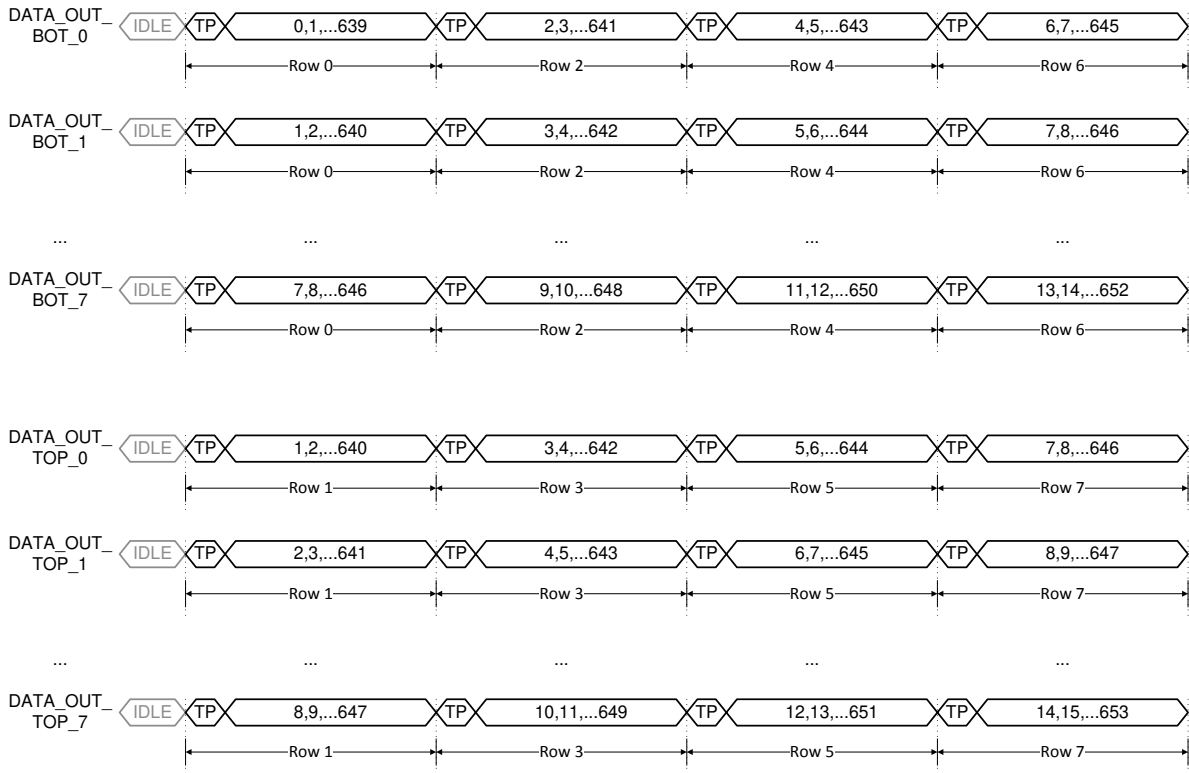 DATA_OUT_
BOT_0
IDLE TP 0,1,...639 TP 2,3,...641 TP 4,5,...643 TP 6,7,...645
Row 0 Row 2 Row 4 Row 6
DATA_OUT_
BOT_1
IDLE TP 1,2,...640 TP 3,4,...642 TP 5,6,...644 TP 7,8,...646
Row 0 Row 2 Row 4 Row 6
... ... ... ... ...
DATA_OUT_
BOT_7
IDLE TP 7,8,...646 TP 9,10,...648 TP 11,12,...650 TP 13,14,...652
Row 0 Row 2 Row 4 Row 6
DATA_OUT_
TOP_0
IDLE TP 1,2,...640 TP 3,4,...642 TP 5,6,...644 TP 7,8,...646
Row 1 Row 3 Row 5 Row 7
DATA_OUT_
TOP_1
IDLE TP 2,3,...641 TP 4,5,...643 TP 6,7,...645 TP 8,9,...647
Row 1 Row 3 Row 5 Row 7
... ... ... ... ...
DATA_OUT_
TOP_7
IDLE TP 8,9,...647 TP 10,11,...649 TP 12,13,...651 TP 14,15,...653
Row 1 Row 3 Row 5 Row 7